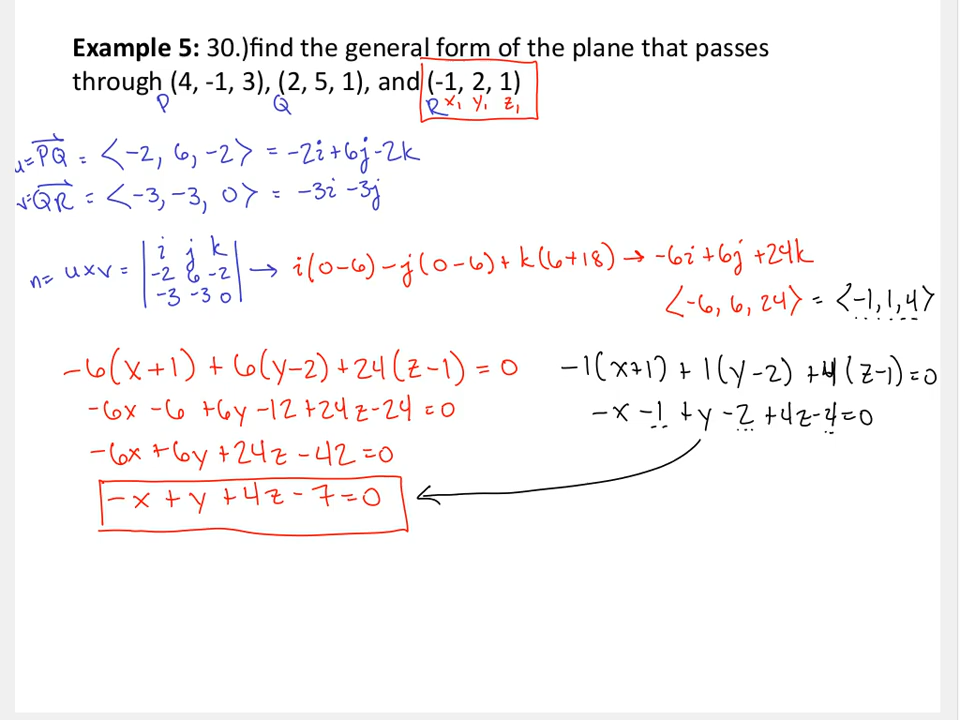 Example 5: 30.)find the general form of the plane that passes
through (4, -1, 3), (2, 5, 1), and (-1, 2, 1)
P Q R x₁ y₁ z₁
u=PQ = <-2, 6, -2> = -2i+6j-2k
v=QR = <-3, -3, 0> = -3i -3j
n= u×v = | i j k | → i(0-6) - j(0-6) + k(6+18) → -6i+6j+24k
-2 6 -2
-3 -3 0
<-6, 6, 24> = <-1, 1, 4>
-6(x+1) + 6(y-2) + 24(z-1) = 0
-6x -6 +6y -12 +24z -24 = 0
-6x +6y +24z -42 = 0
-x + y + 4z - 7 = 0
-1(x+1) + 1(y-2) + 4(z-1) = 0
-x -1 + y -2 + 4z -4 = 0